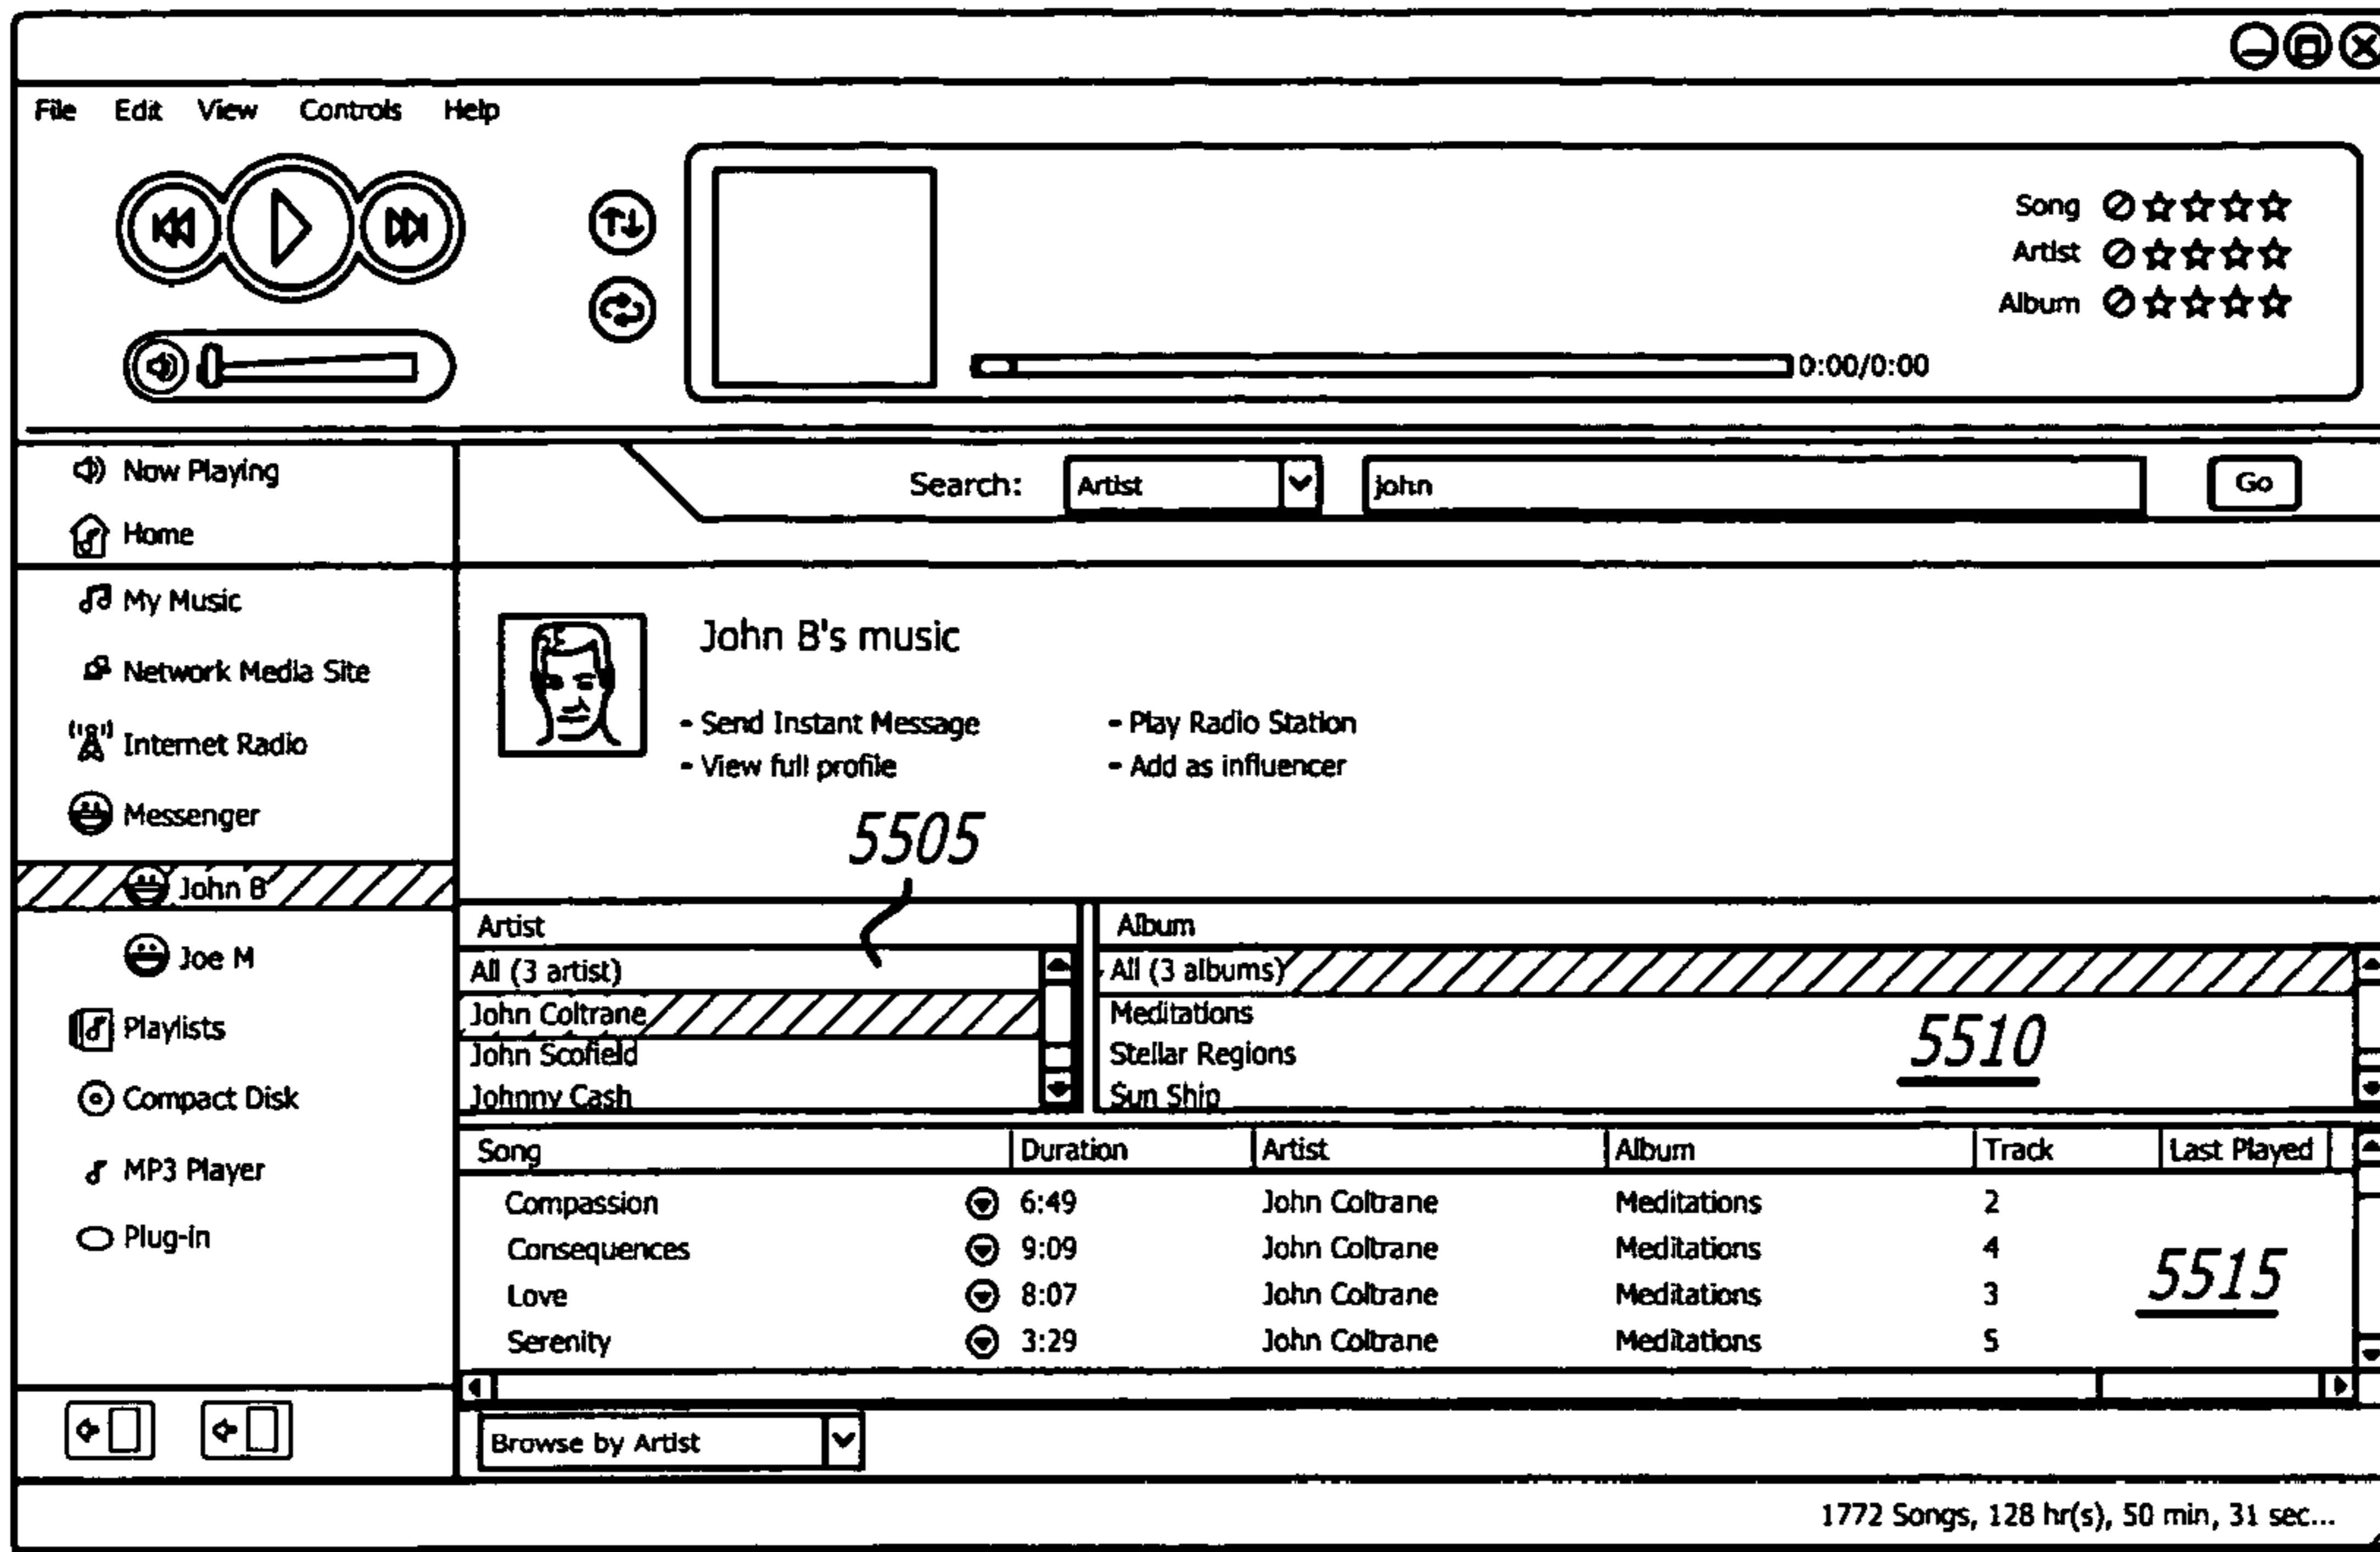 File Edit View Controls Help
Song
Artist
Album
0:00/0:00
Now Playing
Home
My Music
Network Media Site
Internet Radio
Messenger
John B
Joe M
Playlists
Compact Disk
MP3 Player
Plug-in
Search: Artist john Go
John B's music
- Send Instant Message - Play Radio Station
- View full profile - Add as influencer
5505
Artist Album
All (3 artist) All (3 albums)
John Coltrane Meditations
John Scofield Stellar Regions
Johnny Cash Sun Ship
5510
Song Duration Artist Album Track Last Played
Compassion 6:49 John Coltrane Meditations 2
Consequences 9:09 John Coltrane Meditations 4
Love 8:07 John Coltrane Meditations 3
Serenity 3:29 John Coltrane Meditations 5
5515
Browse by Artist
1772 Songs, 128 hr(s), 50 min, 31 sec...